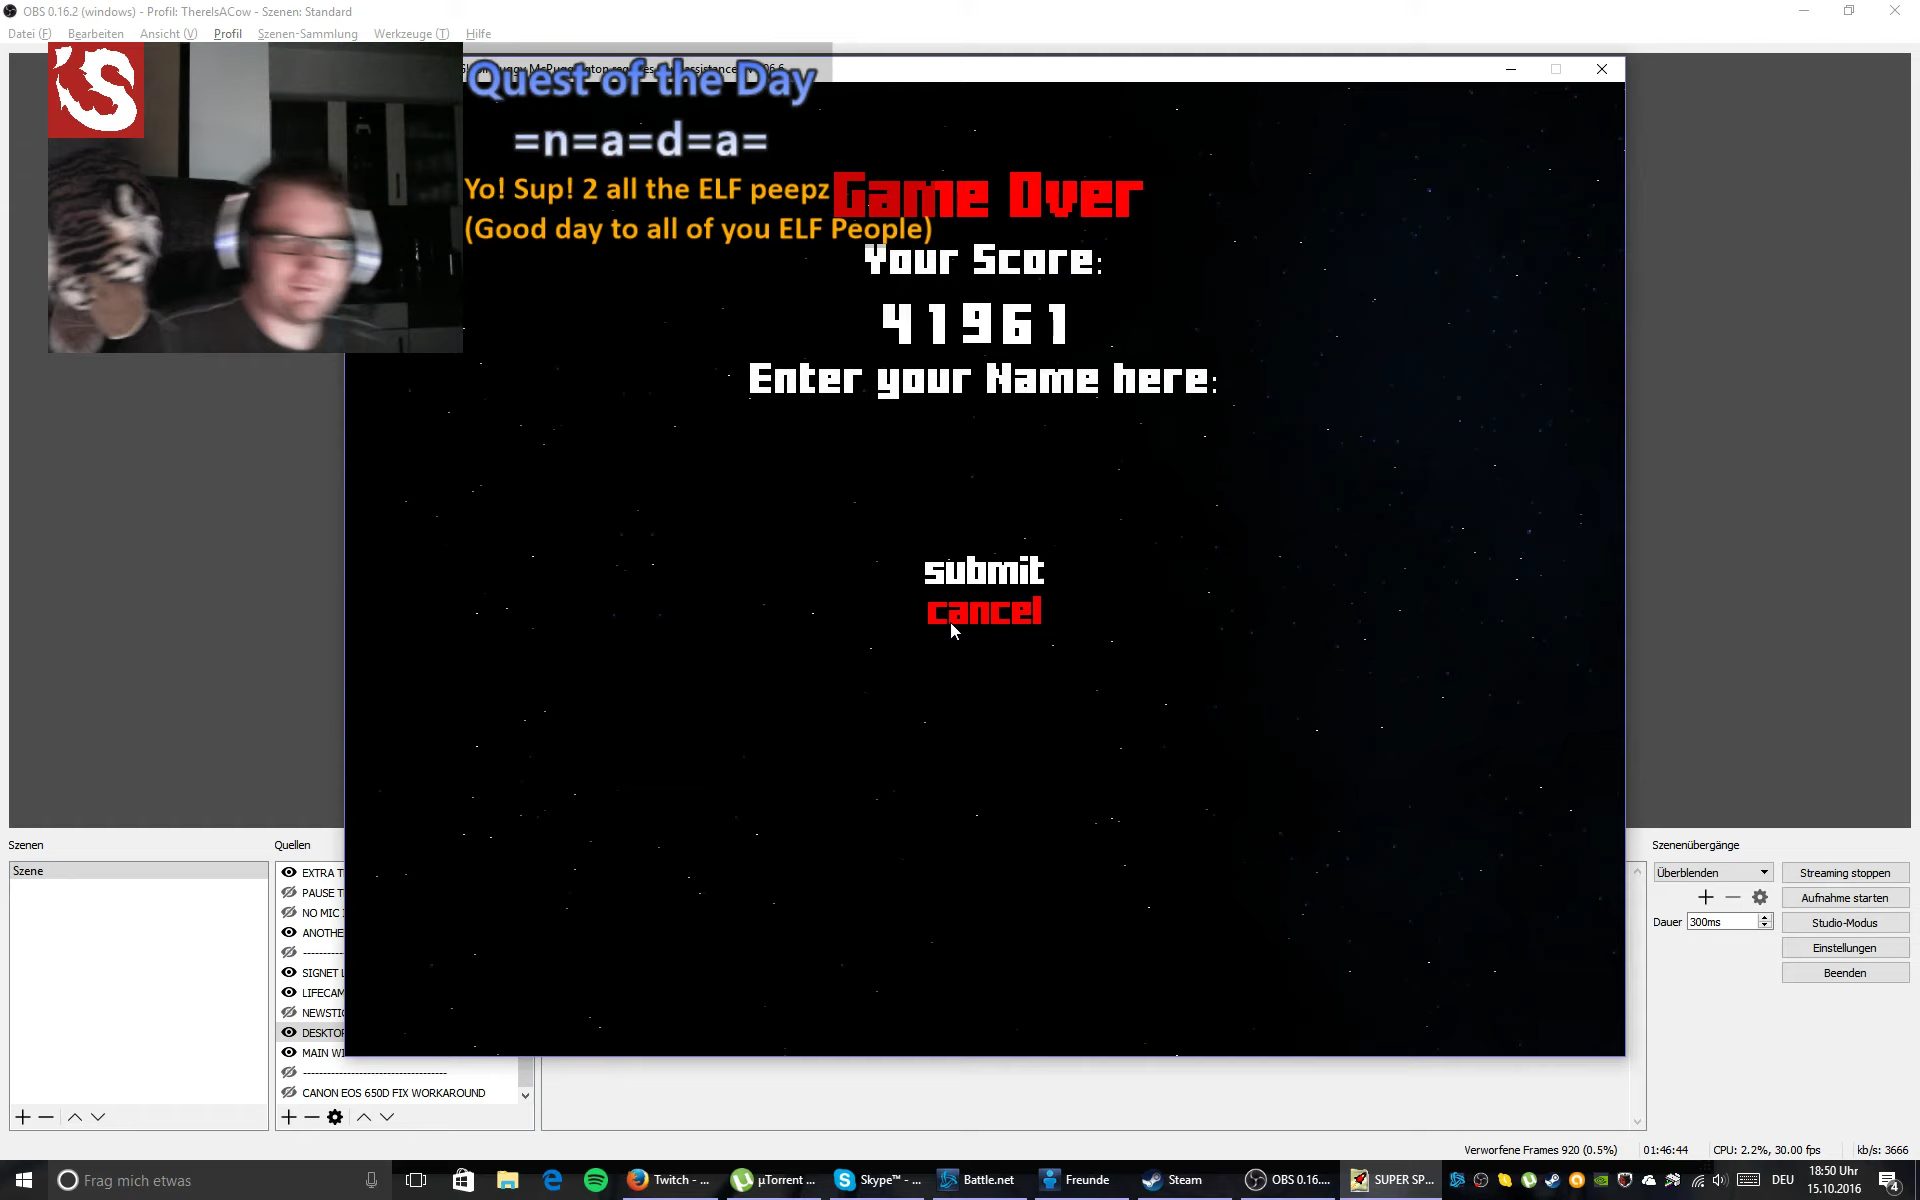 OBS 0.16.2 (windows) - Profil: ThereIsACow - Szenen: Standard
Datei (F) Bearbeiten Ansicht (V) Profil Szenen-Sammlung Werkzeuge (T) Hilfe
Quest of the Day
=n=a=d=a=
Yo! Sup! 2 all the ELF peepz
(Good day to all of you ELF People)
Game Over
Your Score:
41961
Enter your Name here:
submit
cancel
Szenen
Szene
Quellen
EXTRA T
PAUSE T
NO MIC
ANOTHE
----------
SIGNET L
LIFECAM
NEWSTIC
DESKTOP
MAIN WI
------------------------------------
CANON EOS 650D FIX WORKAROUND
Szenenübergänge
Überblenden
Dauer 300ms
Streaming stoppen
Aufnahme starten
Studio-Modus
Einstellungen
Beenden
Verworfene Frames 920 (0.5%) 01:46:44 CPU: 2.2%, 30.00 fps kb/s: 3666
Frag mich etwas
Twitch - ...
µTorrent ...
Skype™ - ...
Battle.net
Freunde
Steam
OBS 0.16....
SUPER SP...
DEU
18:50 Uhr
15.10.2016
4